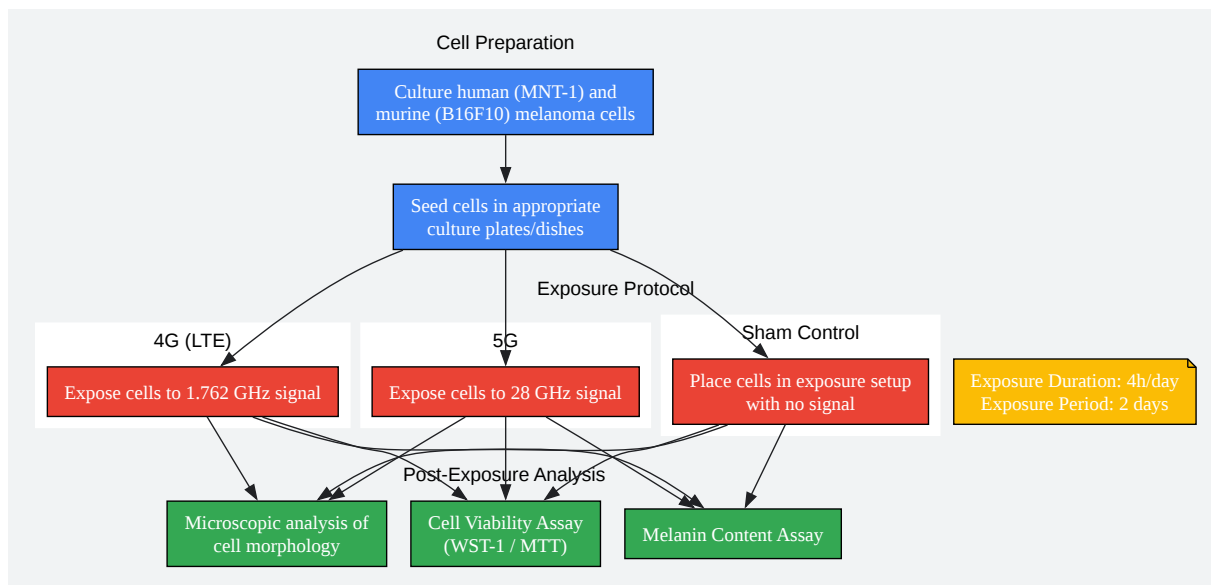 Cell Preparation
Culture human (MNT-1) and
murine (B16F10) melanoma cells
Seed cells in appropriate
culture plates/dishes
Exposure Protocol
4G (LTE)
Expose cells to 1.762 GHz signal
5G
Expose cells to 28 GHz signal
Sham Control
Place cells in exposure setup
with no signal
Exposure Duration: 4h/day
Exposure Period: 2 days
Post-Exposure Analysis
Microscopic analysis of
cell morphology
Cell Viability Assay
(WST-1 / MTT)
Melanin Content Assay